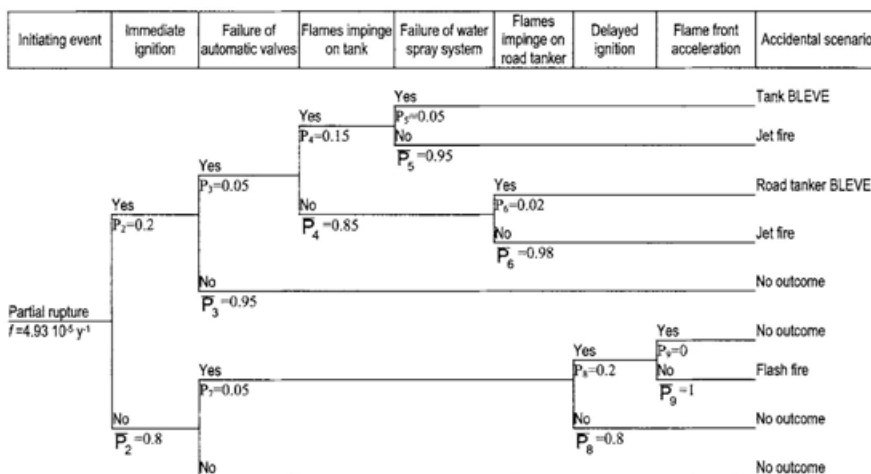 Initiating event
Immediate
ignition
Failure of
automatic valves
Flames impinge
on tank
Failure of water
spray system
Flames
impinge on
road tanker
Delayed
ignition
Flame front
acceleration
Accidental scenario
Yes
Tank BLEVE
P5=0.05
Yes
P4=0.15
No
Jet fire
P̅5=0.95
Yes
P3=0.05
Yes
Road tanker BLEVE
P6=0.02
No
P̅4=0.85
Yes
P2=0.2
No
Jet fire
P̅6=0.98
No
No outcome
P̅3=0.95
Partial rupture
f=4.93 10-5 y-1
Yes
No outcome
P9=0
Yes
P8=0.2
No
Flash fire
P̅9=1
Yes
P7=0.05
No
No outcome
P̅8=0.8
No
P̅2=0.8
No
No outcome